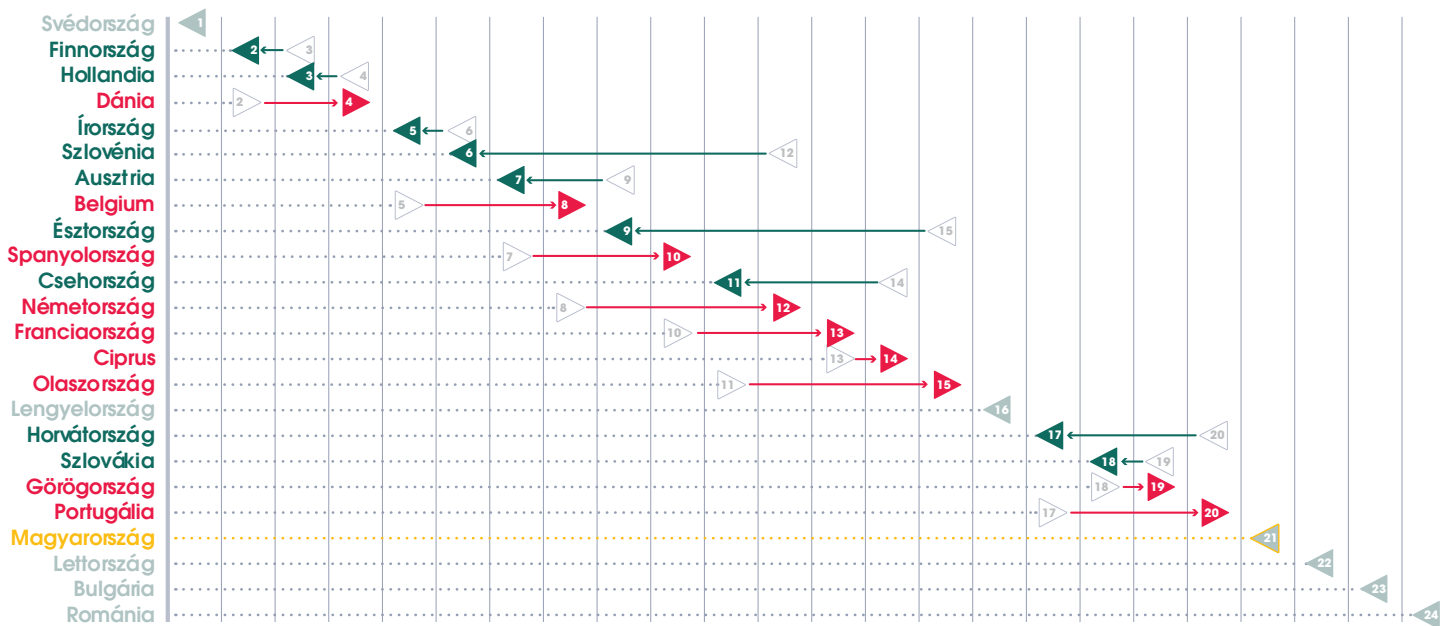 Svédország 1
Finnország 2 3
Hollandia 3 4
Dánia 2 4
Írország 5 6
Szlovénia 6 12
Ausztria 7 9
Belgium 5 8
Észtország 9 15
Spanyolország 7 10
Csehország 11 14
Németország 8 12
Franciaország 10 13
Ciprus 13 14
Olaszország 11 15
Lengyelország 16
Horvátország 17 20
Szlovákia 18 19
Görögország 18 19
Portugália 17 20
Magyarország 21
Lettország 22
Bulgária 23
Románia 24